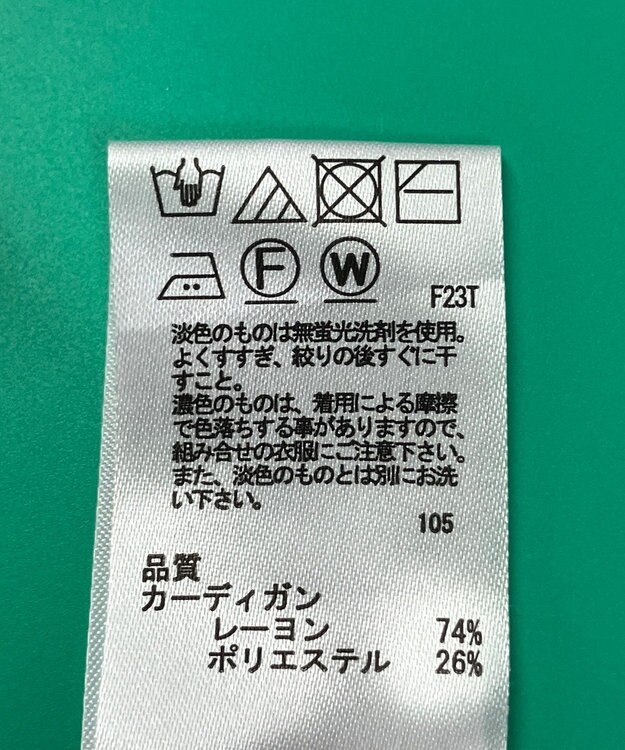 F W
F23T
淡色のものは無蛍光洗剤を使用。
よくすすぎ、絞りの後すぐに干
すこと。
濃色のものは、着用による摩擦
で色落ちする事がありますので、
組み合せの衣服にご注意下さい。
また、淡色のものとは別にお洗
い下さい。
105
品質
カーディガン
レーヨン 74%
ポリエステル 26%